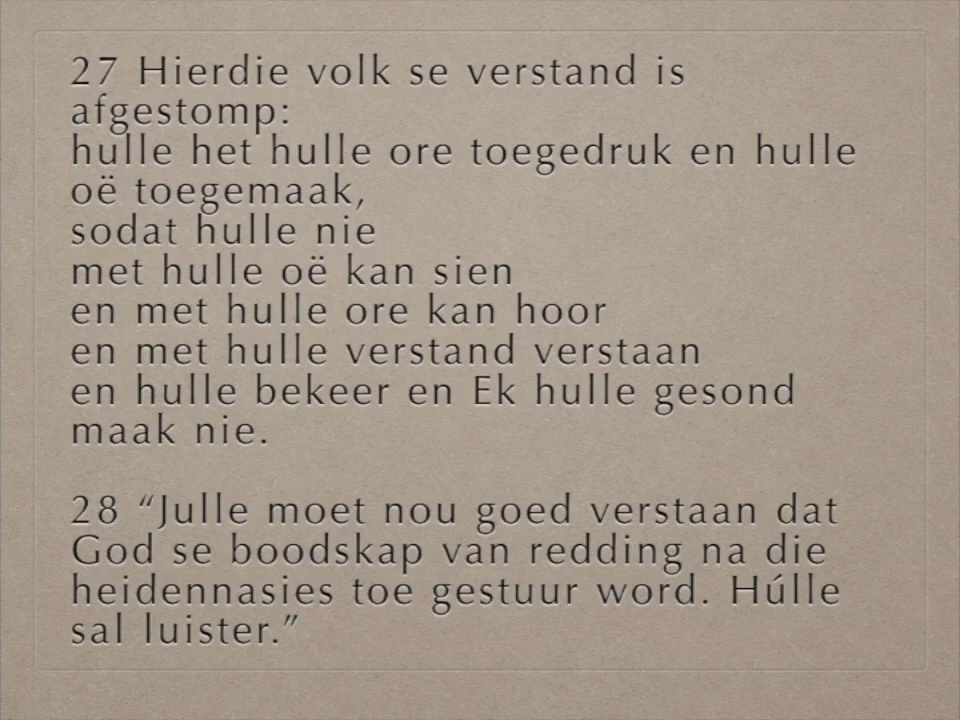 27 Hierdie volk se verstand is
afgestomp:
hulle het hulle ore toegedruk en hulle
oë toegemaak,
sodat hulle nie
met hulle oë kan sien
en met hulle ore kan hoor
en met hulle verstand verstaan
en hulle bekeer en Ek hulle gesond
maak nie.

28 “Julle moet nou goed verstaan dat
God se boodskap van redding na die
heidennasies toe gestuur word. Húlle
sal luister.”